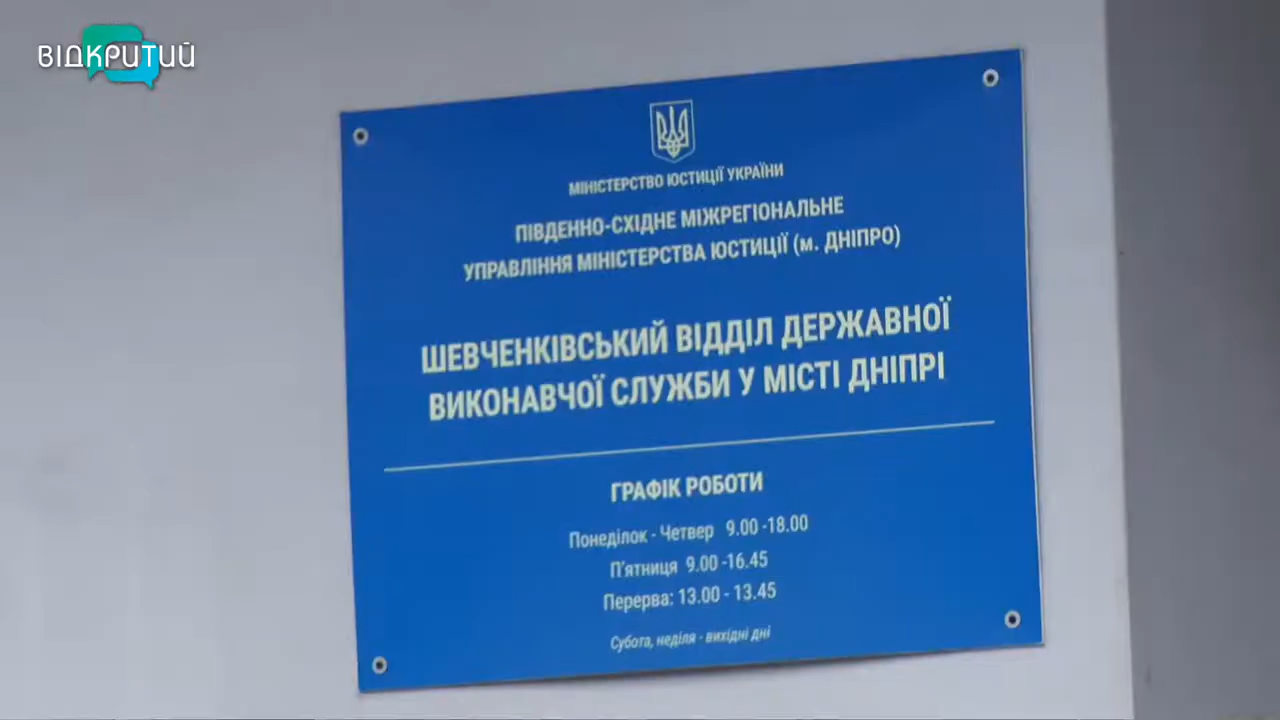 ВІДКРИТИЙ
МІНІСТЕРСТВО ЮСТИЦІЇ УКРАЇНИ
ПІВДЕННО-СХІДНЕ МІЖРЕГІОНАЛЬНЕ
УПРАВЛІННЯ МІНІСТЕРСТВА ЮСТИЦІЇ (м. ДНІПРО)
ШЕВЧЕНКІВСЬКИЙ ВІДДІЛ ДЕРЖАВНОЇ
ВИКОНАВЧОЇ СЛУЖБИ У МІСТІ ДНІПРІ
ГРАФІК РОБОТИ
Понеділок - Четвер 9.00 -18.00
П'ятниця 9.00 -16.45
Перерва: 13.00 - 13.45
Субота, неділя - вихідні дні